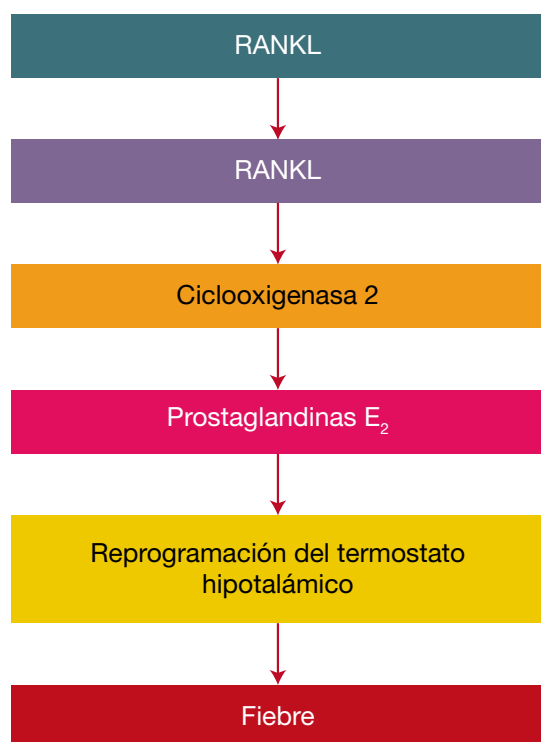 RANKL
RANKL
Ciclooxigenasa 2
Prostaglandinas E₂
Reprogramación del termostato
hipotalámico
Fiebre